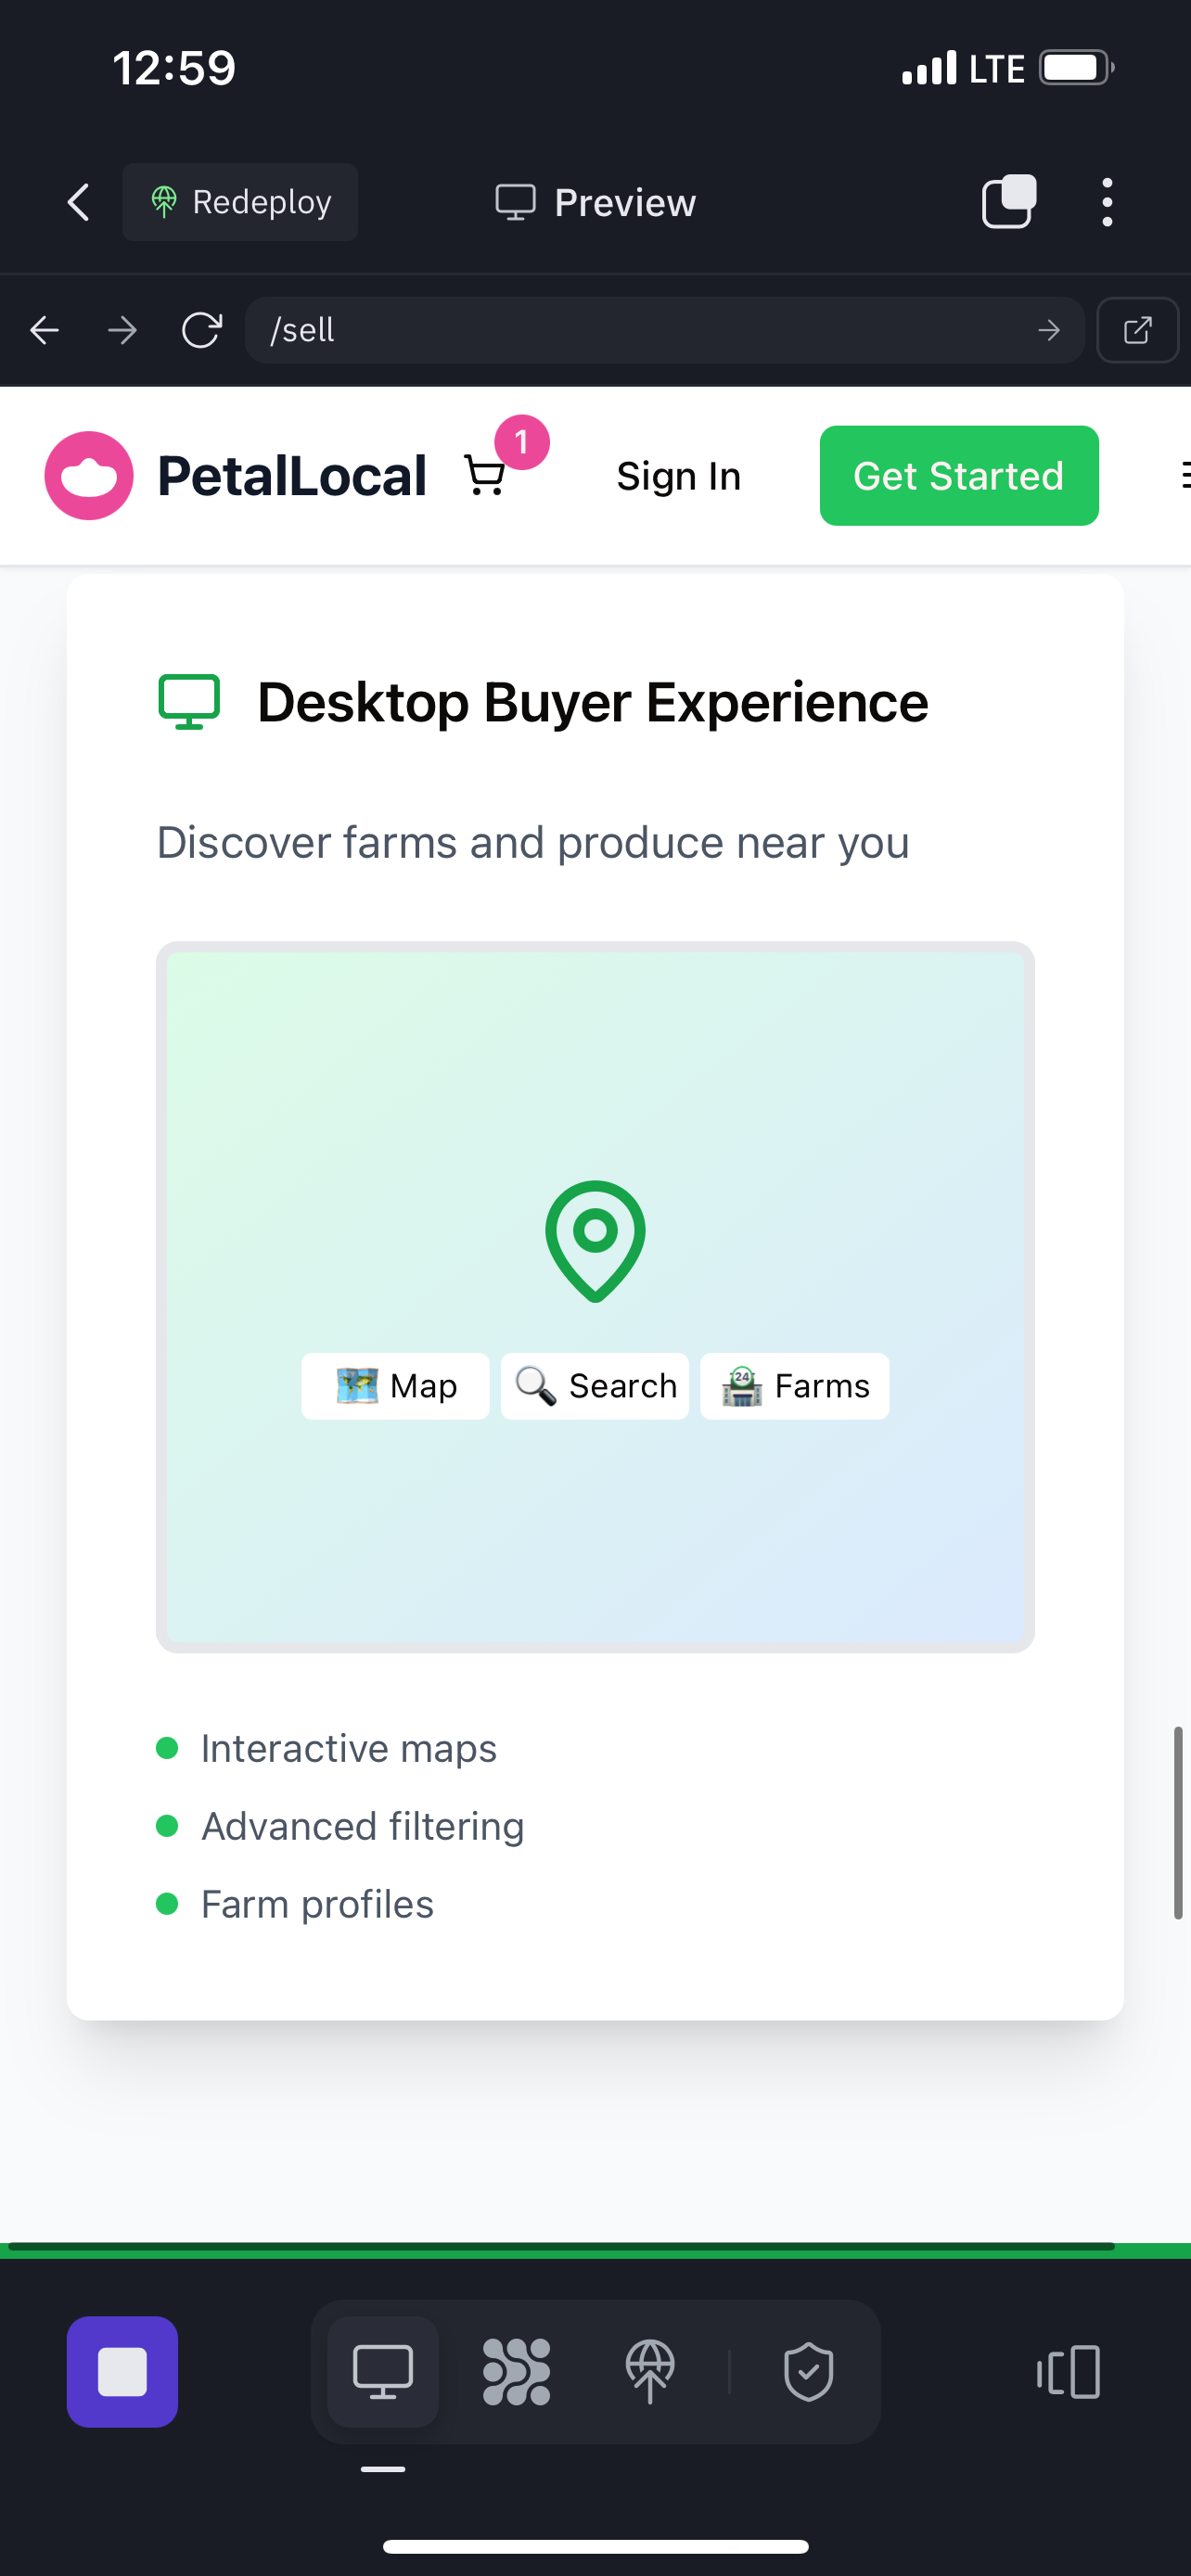 12:59
LTE
Redeploy
Preview
/sell
PetalLocal
1
Sign In
Get Started
Desktop Buyer Experience
Discover farms and produce near you
Map
Search
24
Farms
Interactive maps
Advanced filtering
Farm profiles